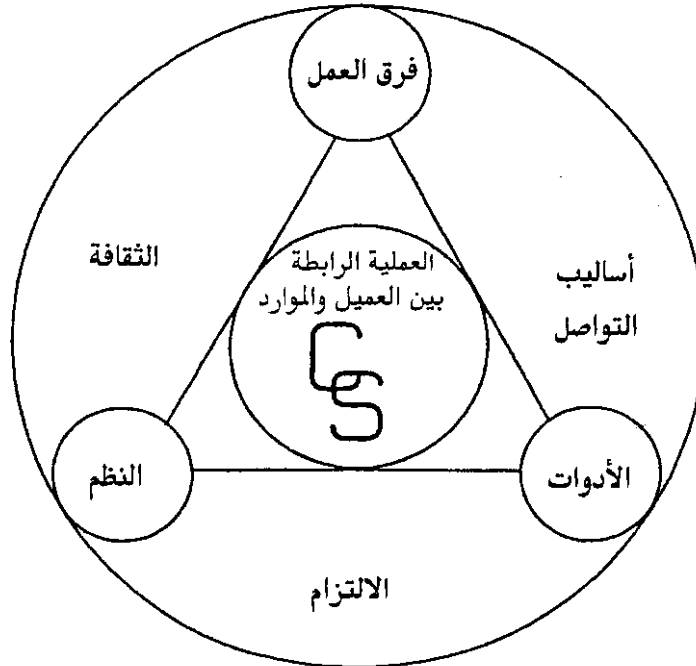 فرق العمل
الثقافة
العملية الرابطة
بين العميل والموارد
CS
أساليب
التواصل
النظم
الأدوات
الالتزام